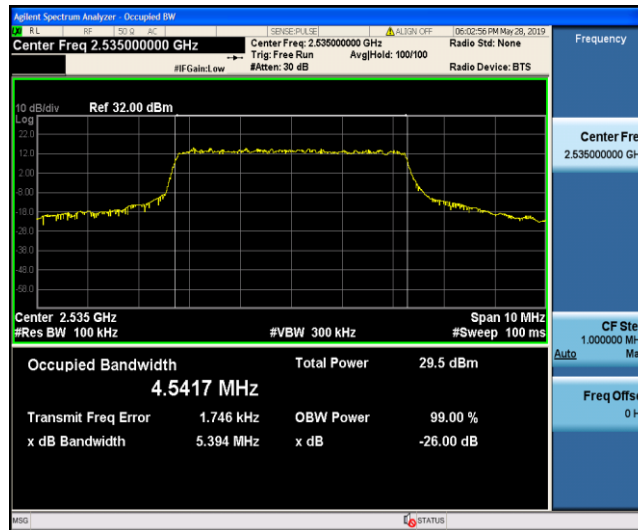 Agilent Spectrum Analyzer - Occupied BW
RL RF 50 Ω AC SENSE:PULSE ALIGN OFF 06:02:56 PM May 28, 2019
Center Freq 2.535000000 GHz
Center Freq: 2.535000000 GHz
Radio Std: None
Trig: Free Run Avg|Hold: 100/100
#IFGain:Low #Atten: 30 dB Radio Device: BTS
Frequency
10 dB/div Ref 32.00 dBm
Log
22.0
12.0
2.00
-8.00
-18.0
-28.0
-38.0
-48.0
-58.0
Center 2.535 GHz Span 10 MHz
#Res BW 100 kHz #VBW 300 kHz #Sweep 100 ms
Occupied Bandwidth Total Power 29.5 dBm
4.5417 MHz
Transmit Freq Error 1.746 kHz OBW Power 99.00 %
x dB Bandwidth 5.394 MHz x dB -26.00 dB
Center Fre
2.535000000 GH
CF Ste
1.000000 MH
Auto Ma
Freq Offse
0 H
MSG STATUS